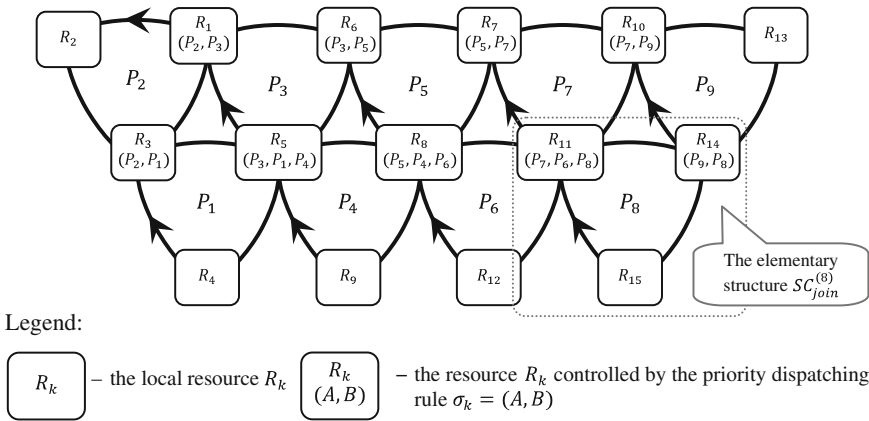 R₁
R₆
R₇
R₁₀
R₂
(P₂, P₃)
(P₃, P₅)
(P₅, P₇)
(P₇, P₉)
R₁₃
P₂
P₃
P₅
P₇
P₉
R₃
R₅
R₈
R₁₁
R₁₄
(P₂, P₁)
(P₃, P₁, P₄)
(P₅, P₄, P₆)
(P₇, P₆, P₈)
(P₉, P₈)
P₁
P₄
P₆
P₈
R₄
R₉
R₁₂
R₁₅
The elementary
structure SC⁽⁸⁾join
Legend:
Rₖ
– the local resource Rₖ
Rₖ
(A, B)
– the resource Rₖ controlled by the priority dispatching
rule σₖ = (A, B)